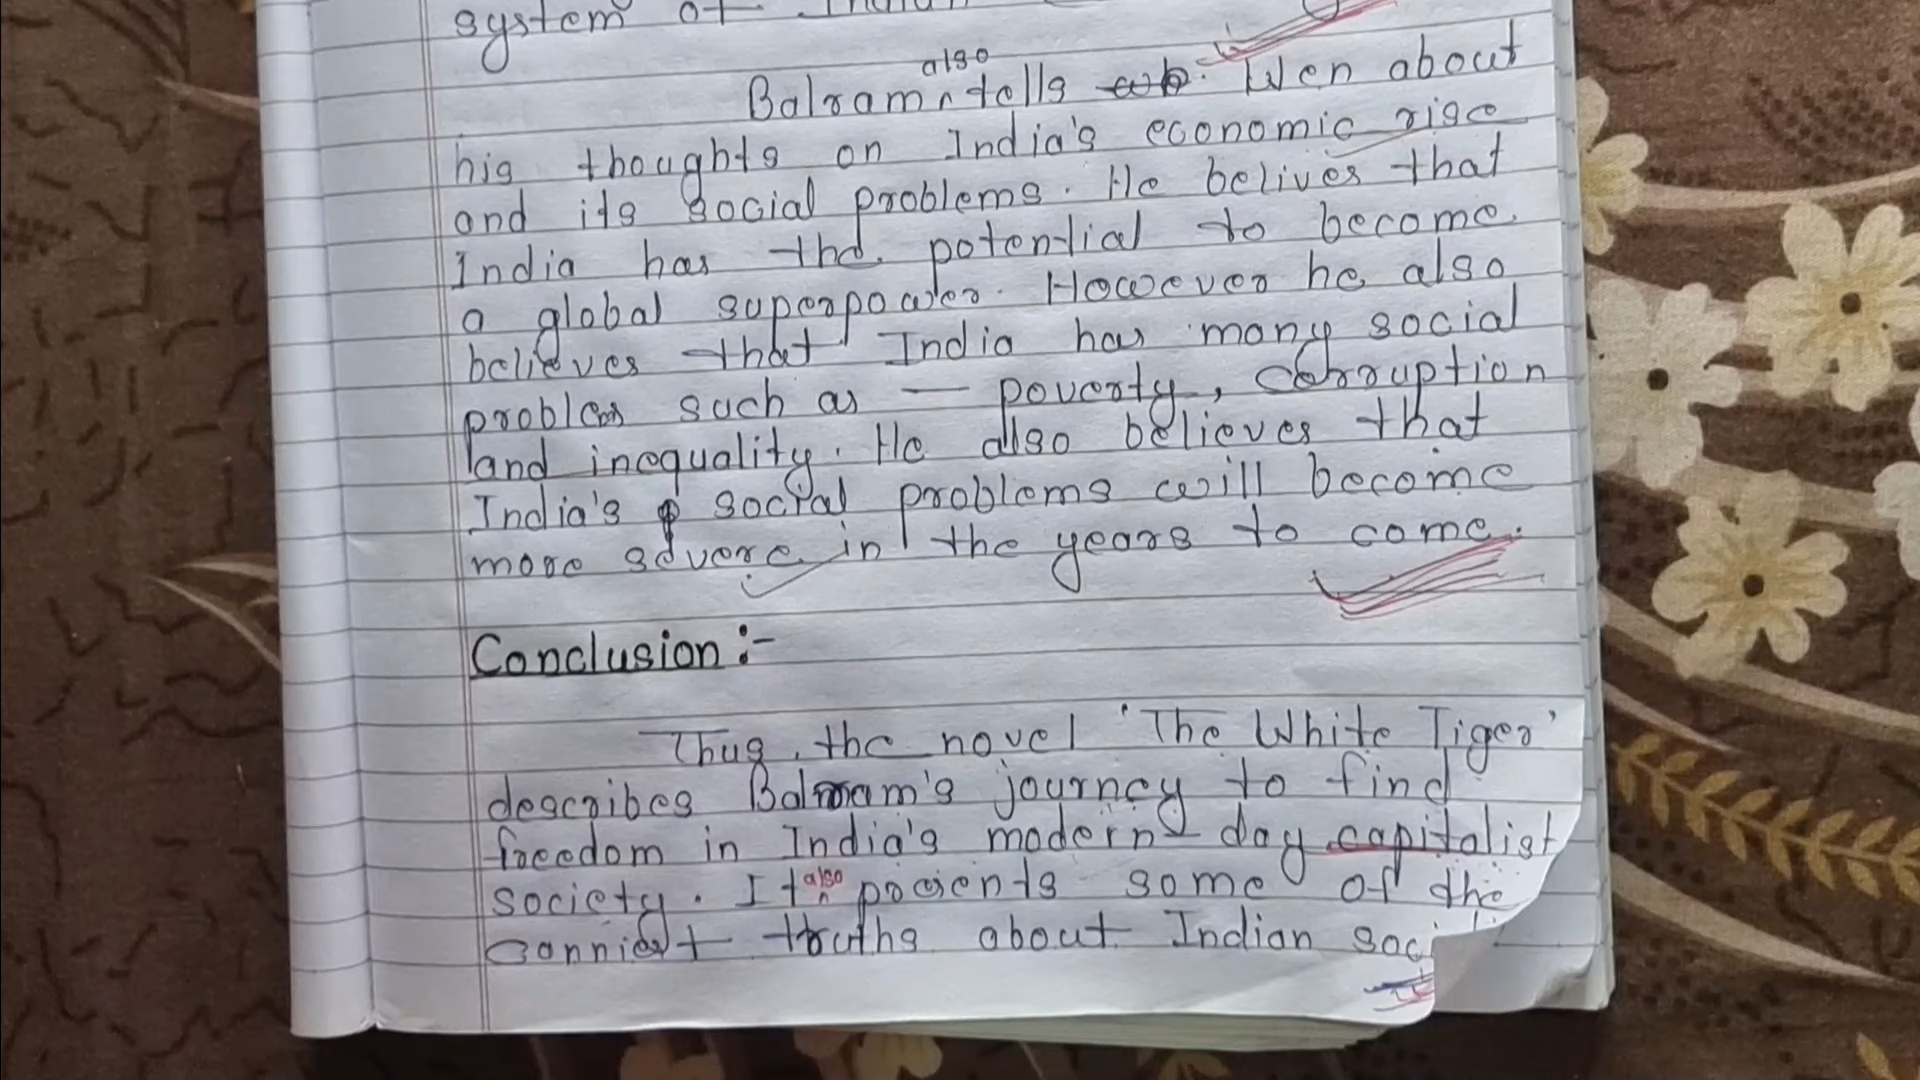 system of Indian
also
Balram tells Wen about
his thoughts on India's economic rise
and its social problems. He belives that
India has the potential to become
a global superpower. However he also
believes that India has many social
problems such as — poverty, corruption
and inequality. He also believes that
India's social problems will become
more severe in the years to come.
Conclusion :-
Thus, the novel 'The White Tiger'
describes Balram's journey to find
freedom in India's modern day capitalist
society. It also presents some of the
truths about Indian